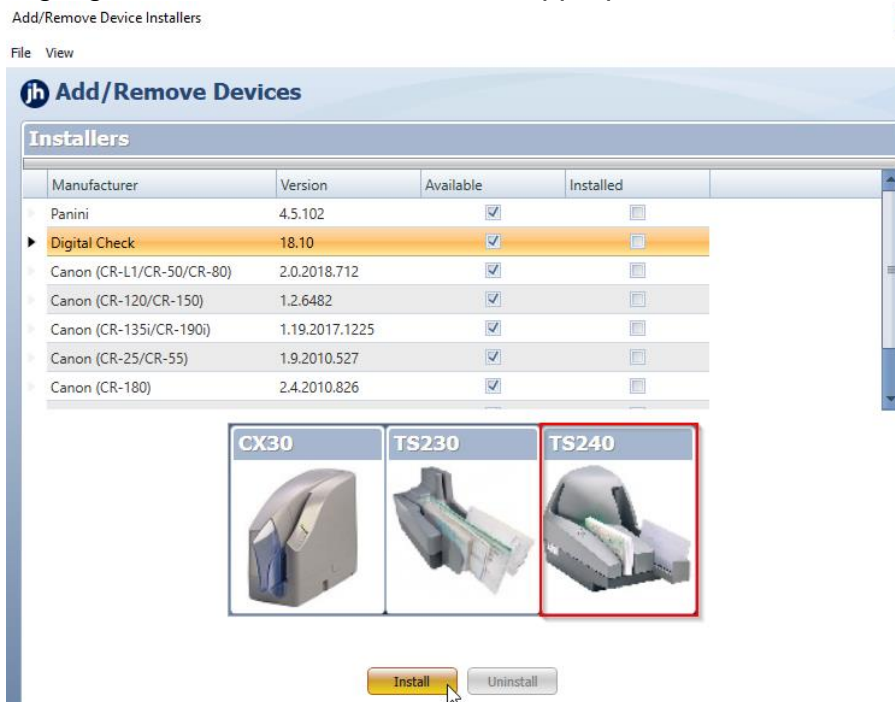 Add/Remove Device Installers
File View
jh Add/Remove Devices
Installers
Manufacturer Version Available Installed
Panini 4.5.102
Digital Check 18.10
Canon (CR-L1/CR-50/CR-80) 2.0.2018.712
Canon (CR-120/CR-150) 1.2.6482
Canon (CR-135i/CR-190i) 1.19.2017.1225
Canon (CR-25/CR-55) 1.9.2010.527
Canon (CR-180) 2.4.2010.826
CX30 TS230 TS240
Install Uninstall